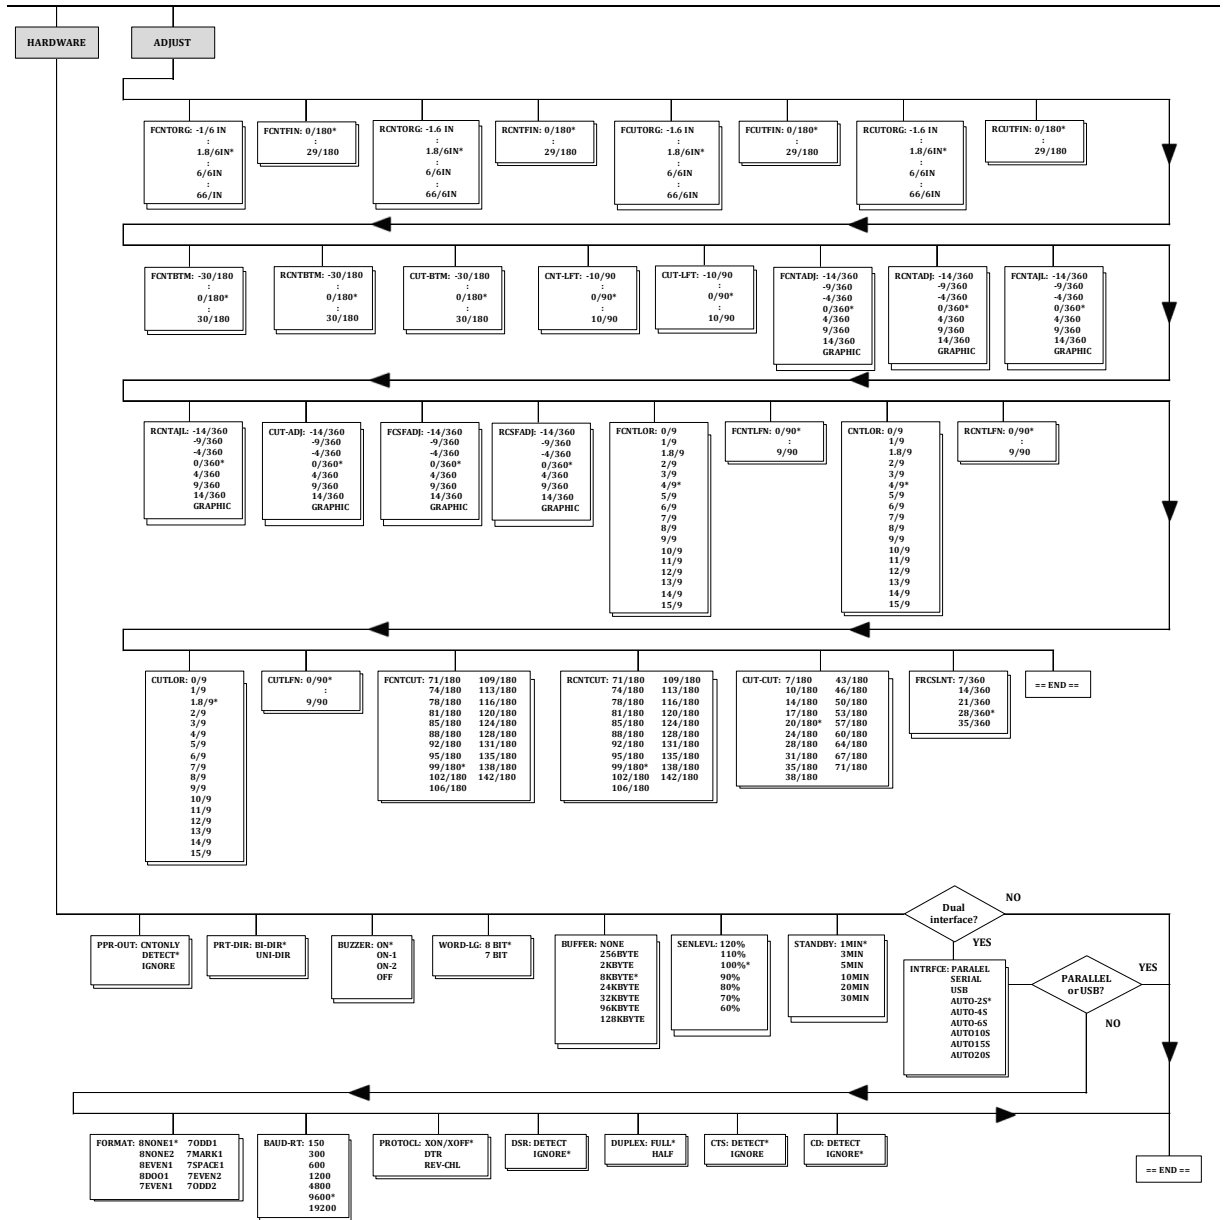 HARDWARE
ADJUST
FCNTORG: -1/6 IN
:
1.8/6IN*
:
6/6IN
:
66/IN
FCNTFIN: 0/180*
:
29/180
RCNTORG: -1.6 IN
:
1.8/6IN*
:
6/6IN
:
66/6IN
RCNTFIN: 0/180*
:
29/180
FCUTORG: -1.6 IN
:
1.8/6IN*
:
6/6IN
:
66/6IN
FCUTFIN: 0/180*
:
29/180
RCUTORG: -1.6 IN
:
1.8/6IN*
:
6/6IN
:
66/6IN
RCUTFIN: 0/180*
:
29/180
FCNTBTM: -30/180
:
0/180*
:
30/180
RCNTBTM: -30/180
:
0/180*
:
30/180
CUT-BTM: -30/180
:
0/180*
:
30/180
CNT-LFT: -10/90
:
0/90*
:
10/90
CUT-LFT: -10/90
:
0/90*
:
10/90
FCNTADJ: -14/360
-9/360
-4/360
0/360*
4/360
9/360
14/360
GRAPHIC
RCNTADJ: -14/360
-9/360
-4/360
0/360*
4/360
9/360
14/360
GRAPHIC
FCNTAJL: -14/360
-9/360
-4/360
0/360*
4/360
9/360
14/360
GRAPHIC
RCNTAJL: -14/360
-9/360
-4/360
0/360*
4/360
9/360
14/360
GRAPHIC
CUT-ADJ: -14/360
-9/360
-4/360
0/360*
4/360
9/360
14/360
GRAPHIC
FCSFADJ: -14/360
-9/360
-4/360
0/360*
4/360
9/360
14/360
GRAPHIC
RCSFADJ: -14/360
-9/360
-4/360
0/360*
4/360
9/360
14/360
GRAPHIC
FCNTLOR: 0/9
1/9
1.8/9
2/9
3/9
4/9*
5/9
6/9
7/9
8/9
9/9
10/9
11/9
12/9
13/9
14/9
15/9
FCNTLFN: 0/90*
:
9/90
CNTLOR: 0/9
1/9
1.8/9
2/9
3/9
4/9*
5/9
6/9
7/9
8/9
9/9
10/9
11/9
12/9
13/9
14/9
15/9
RCNTLFN: 0/90*
:
9/90
CUTLOR: 0/9
1/9
1.8/9*
2/9
3/9
4/9
5/9
6/9
7/9
8/9
9/9
10/9
11/9
12/9
13/9
14/9
15/9
CUTLFN: 0/90*
:
9/90
FCNTCUT: 71/180 109/180
74/180 113/180
78/180 116/180
81/180 120/180
85/180 124/180
88/180 128/180
92/180 131/180
95/180 135/180
99/180* 138/180
102/180 142/180
106/180
RCNTCUT: 71/180 109/180
74/180 113/180
78/180 116/180
81/180 120/180
85/180 124/180
88/180 128/180
92/180 131/180
95/180 135/180
99/180* 138/180
102/180 142/180
106/180
CUT-CUT: 7/180 43/180
10/180 46/180
14/180 50/180
17/180 53/180
20/180* 57/180
24/180 60/180
28/180 64/180
31/180 67/180
35/180 71/180
38/180
FRCSLNT: 7/360
14/360
21/360
28/360*
35/360
== END ==
Dual
interface?
NO
YES
PPR-OUT: CNTONLY
DETECT*
IGNORE
PRT-DIR: BI-DIR*
UNI-DIR
BUZZER: ON*
ON-1
ON-2
OFF
WORD-LG: 8 BIT*
7 BIT
BUFFER: NONE
256BYTE
2KBYTE
8KBYTE*
24KBYTE
32KBYTE
96KBYTE
128KBYTE
SENLEVL: 120%
110%
100%*
90%
80%
70%
60%
STANDBY: 1MIN*
3MIN
5MIN
10MIN
20MIN
30MIN
INTRFCE: PARALEL
SERIAL
USB
AUTO-2S*
AUTO-4S
AUTO-6S
AUTO10S
AUTO15S
AUTO20S
PARALLEL
or USB?
YES
NO
FORMAT: 8NONE1* 7ODD1
8NONE2 7MARK1
8EVEN1 7SPACE1
8DOO1 7EVEN2
7EVEN1 7ODD2
BAUD-RT: 150
300
600
1200
4800
9600*
19200
PROTOCL: XON/XOFF*
DTR
REV-CHL
DSR: DETECT
IGNORE*
DUPLEX: FULL*
HALF
CTS: DETECT*
IGNORE
CD: DETECT
IGNORE*
== END ==